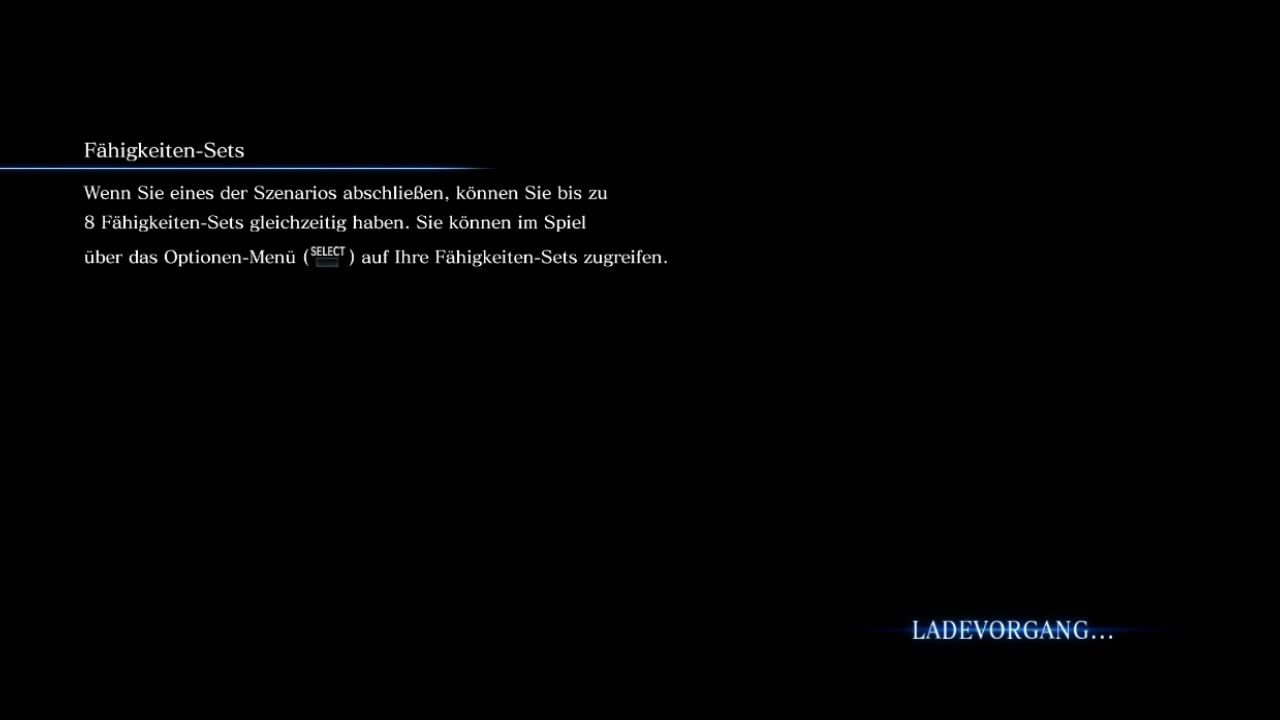 Fähigkeiten-Sets
Wenn Sie eines der Szenarios abschließen, können Sie bis zu
8 Fähigkeiten-Sets gleichzeitig haben. Sie können im Spiel
über das Optionen-Menü (SELECT) auf Ihre Fähigkeiten-Sets zugreifen.
LADEVORGANG...